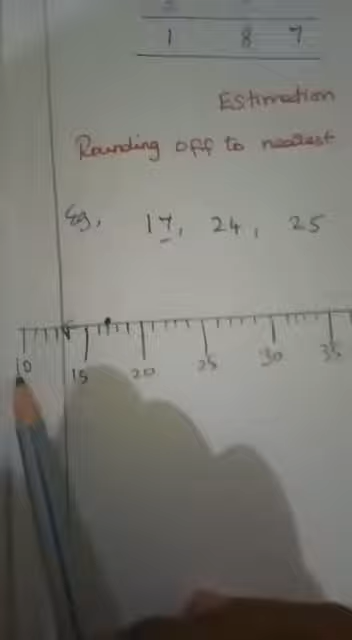 1 8 7
Estimation
Rounding off to nearest
Eg, 17, 24, 25
10 15 20 25 30 35